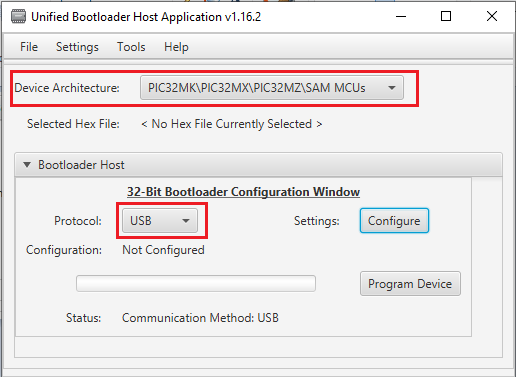 Unified Bootloader Host Application v1.16.2
File Settings Tools Help
Device Architecture: PIC32MK\PIC32MX\PIC32MZ\SAM MCUs
Selected Hex File: < No Hex File Currently Selected >
Bootloader Host
32-Bit Bootloader Configuration Window
Protocol: USB Settings: Configure
Configuration: Not Configured
Program Device
Status: Communication Method: USB